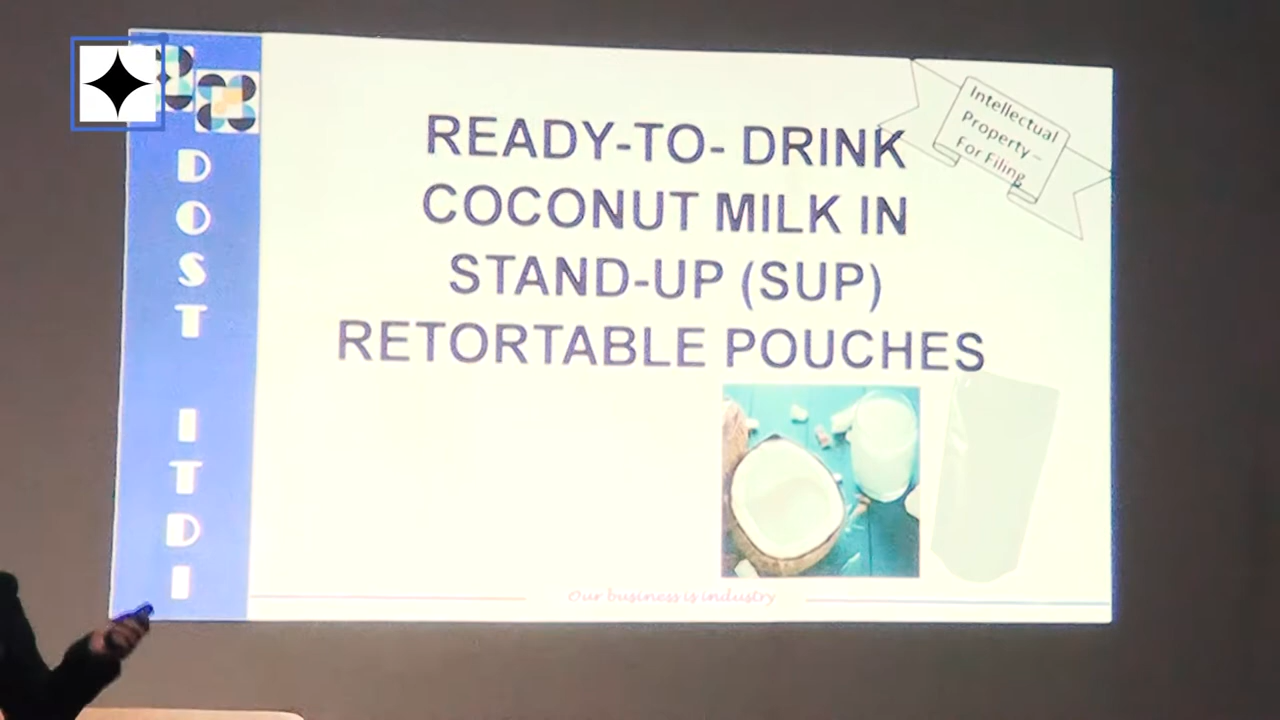 DOST ITDI
READY-TO- DRINK
COCONUT MILK IN
STAND-UP (SUP)
RETORTABLE POUCHES
Intellectual
Property –
For Filing
Our business is industry